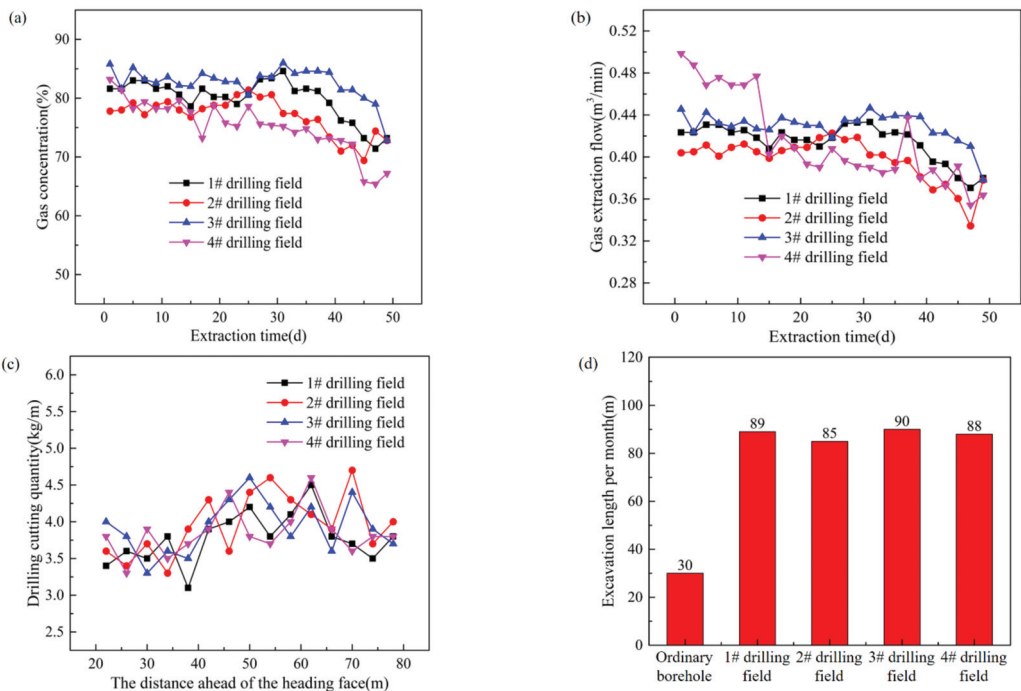 (a)
90
80
70
60
50
Gas concentration(%)
1# drilling field
2# drilling field
3# drilling field
4# drilling field
0 10 20 30 40 50
Extraction time(d)
(b)
0.52
0.48
0.44
0.40
0.36
0.32
0.28
Gas extraction flow(m³/min)
1# drilling field
2# drilling field
3# drilling field
4# drilling field
0 10 20 30 40 50
Extraction time(d)
(c)
6.0
5.5
5.0
4.5
4.0
3.5
3.0
2.5
Drilling cutting quantity(kg/m)
1# drilling field
2# drilling field
3# drilling field
4# drilling field
20 30 40 50 60 70 80
The distance ahead of the heading face(m)
(d)
120
100
80
60
40
20
0
Excavation length per month(m)
30 89 85 90 88
Ordinary 1# drilling 2# drilling 3# drilling 4# drilling
borehole field field field field